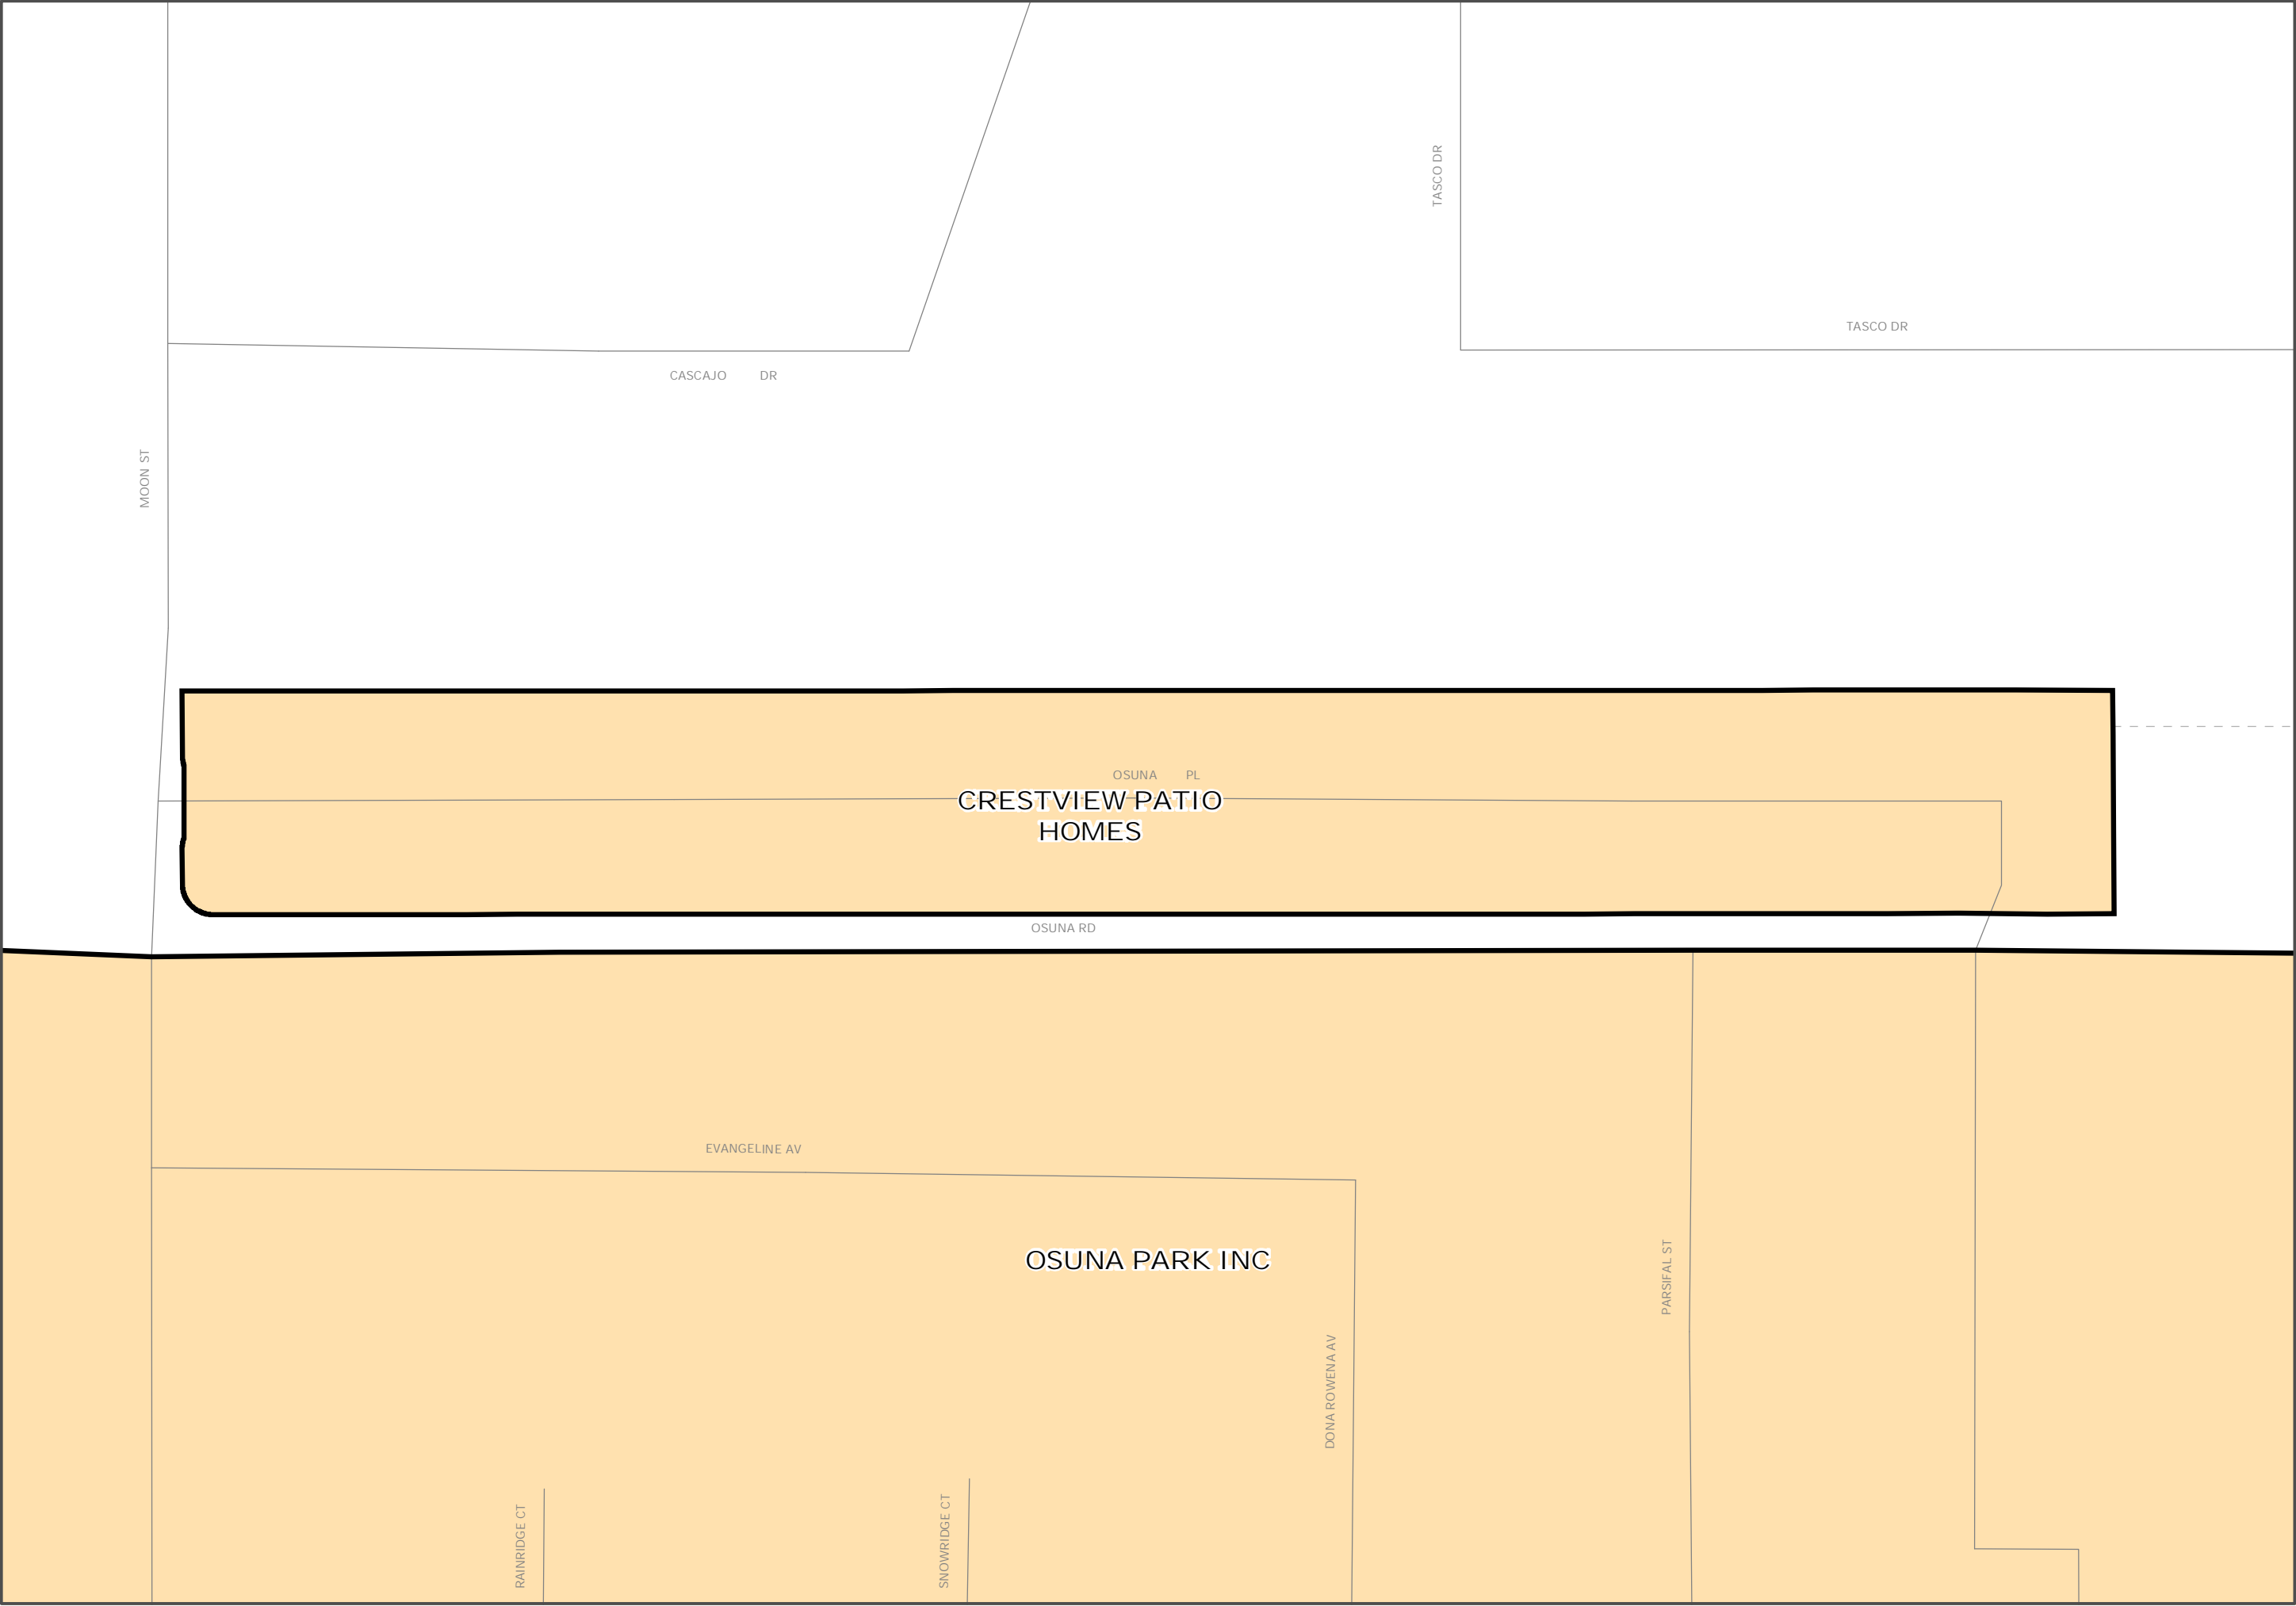 TASCO DR
TASCO DR
CASCAJO DR
MOON ST
OSUNA PL
CRESTVIEW PATIO
HOMES
OSUNA RD
EVANGELINE AV
OSUNA PARK INC
PARSIFAL ST
DONA ROWENA AV
RAINRIDGE CT
SNOWRIDGE CT